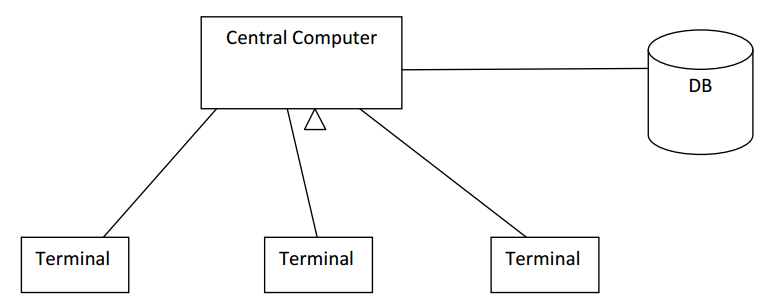 Central Computer
DB
Terminal
Terminal
Terminal